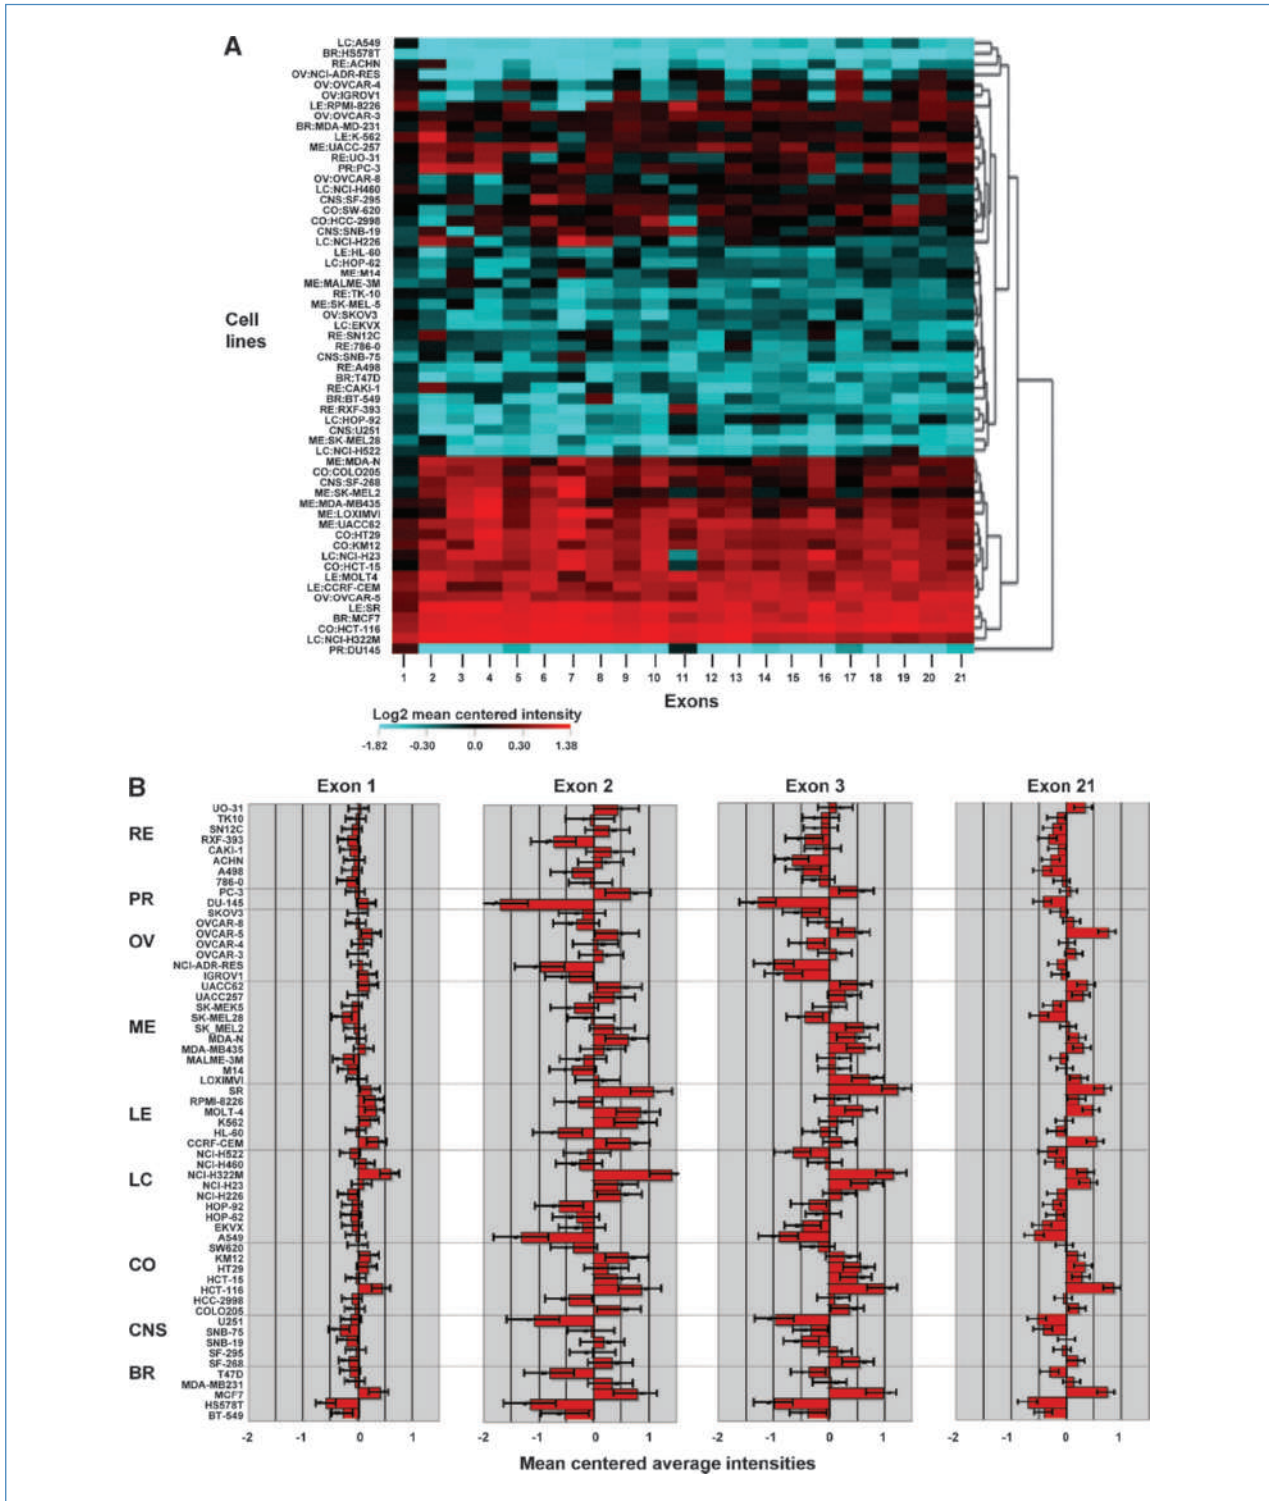 A
LC:A549
BR:HS578T
RE:ACHN
OV:NCI-ADR-RES
OV:OVCAR-4
OV:IGROV1
LE:RPMI-8226
OV:OVCAR-3
BR:MDA-MD-231
LE:K-562
ME:UACC-257
RE:UO-31
PR:PC-3
OV:OVCAR-8
LC:NCI-H460
CNS:SF-295
CO:SW-620
CO:HCC-2998
CNS:SNB-19
LC:NCI-H226
LE:HL-60
LC:HOP-62
ME:M14
ME:MALME-3M
RE:TK-10
ME:SK-MEL-5
OV:SKOV3
LC:EKVX
RE:SN12C
RE:786-0
CNS:SNB-75
RE:A498
BR:T47D
RE:CAKI-1
BR:BT-549
RE:RXF-393
LC:HOP-92
CNS:U251
ME:SK-MEL28
LC:NCI-H522
ME:MDA-N
CO:COLO205
CNS:SF-268
ME:SK-MEL2
ME:MDA-MB435
ME:LOXIMVI
ME:UACC62
CO:HT29
CO:KM12
LC:NCI-H23
CO:HCT-15
LE:MOLT4
LE:CCRF-CEM
OV:OVCAR-5
LE:SR
BR:MCF7
CO:HCT-116
LC:NCI-H322M
PR:DU145
Cell
lines
1 2 3 4 5 6 7 8 9 10 11 12 13 14 15 16 17 18 19 20 21
Exons
Log2 mean centered intensity
-1.82 -0.30 0.0 0.30 1.38
B
Exon 1 Exon 2 Exon 3 Exon 21
RE
UO-31
TK10
SN12C
RXF-393
CAKI-1
ACHN
A498
786-0
PR
PC-3
DU-145
OV
SKOV3
OVCAR-8
OVCAR-5
OVCAR-4
OVCAR-3
NCI-ADR-RES
IGROV1
ME
UACC62
UACC257
SK-MEK5
SK-MEL28
SK_MEL2
MDA-N
MDA-MB435
MALME-3M
M14
LOXIMVI
LE
SR
RPMI-8226
MOLT-4
K562
HL-60
CCRF-CEM
LC
NCI-H522
NCI-H460
NCI-H322M
NCI-H23
NCI-H226
HOP-92
HOP-62
EKVX
A549
CO
SW620
KM12
HT29
HCT-15
HCT-116
HCC-2998
COLO205
CNS
U251
SNB-75
SNB-19
SF-295
SF-268
BR
T47D
MDA-MB231
MCF7
HS578T
BT-549
-2 -1 0 1 -2 -1 0 1 -2 -1 0 1 -2 -1 0 1
Mean centered average intensities